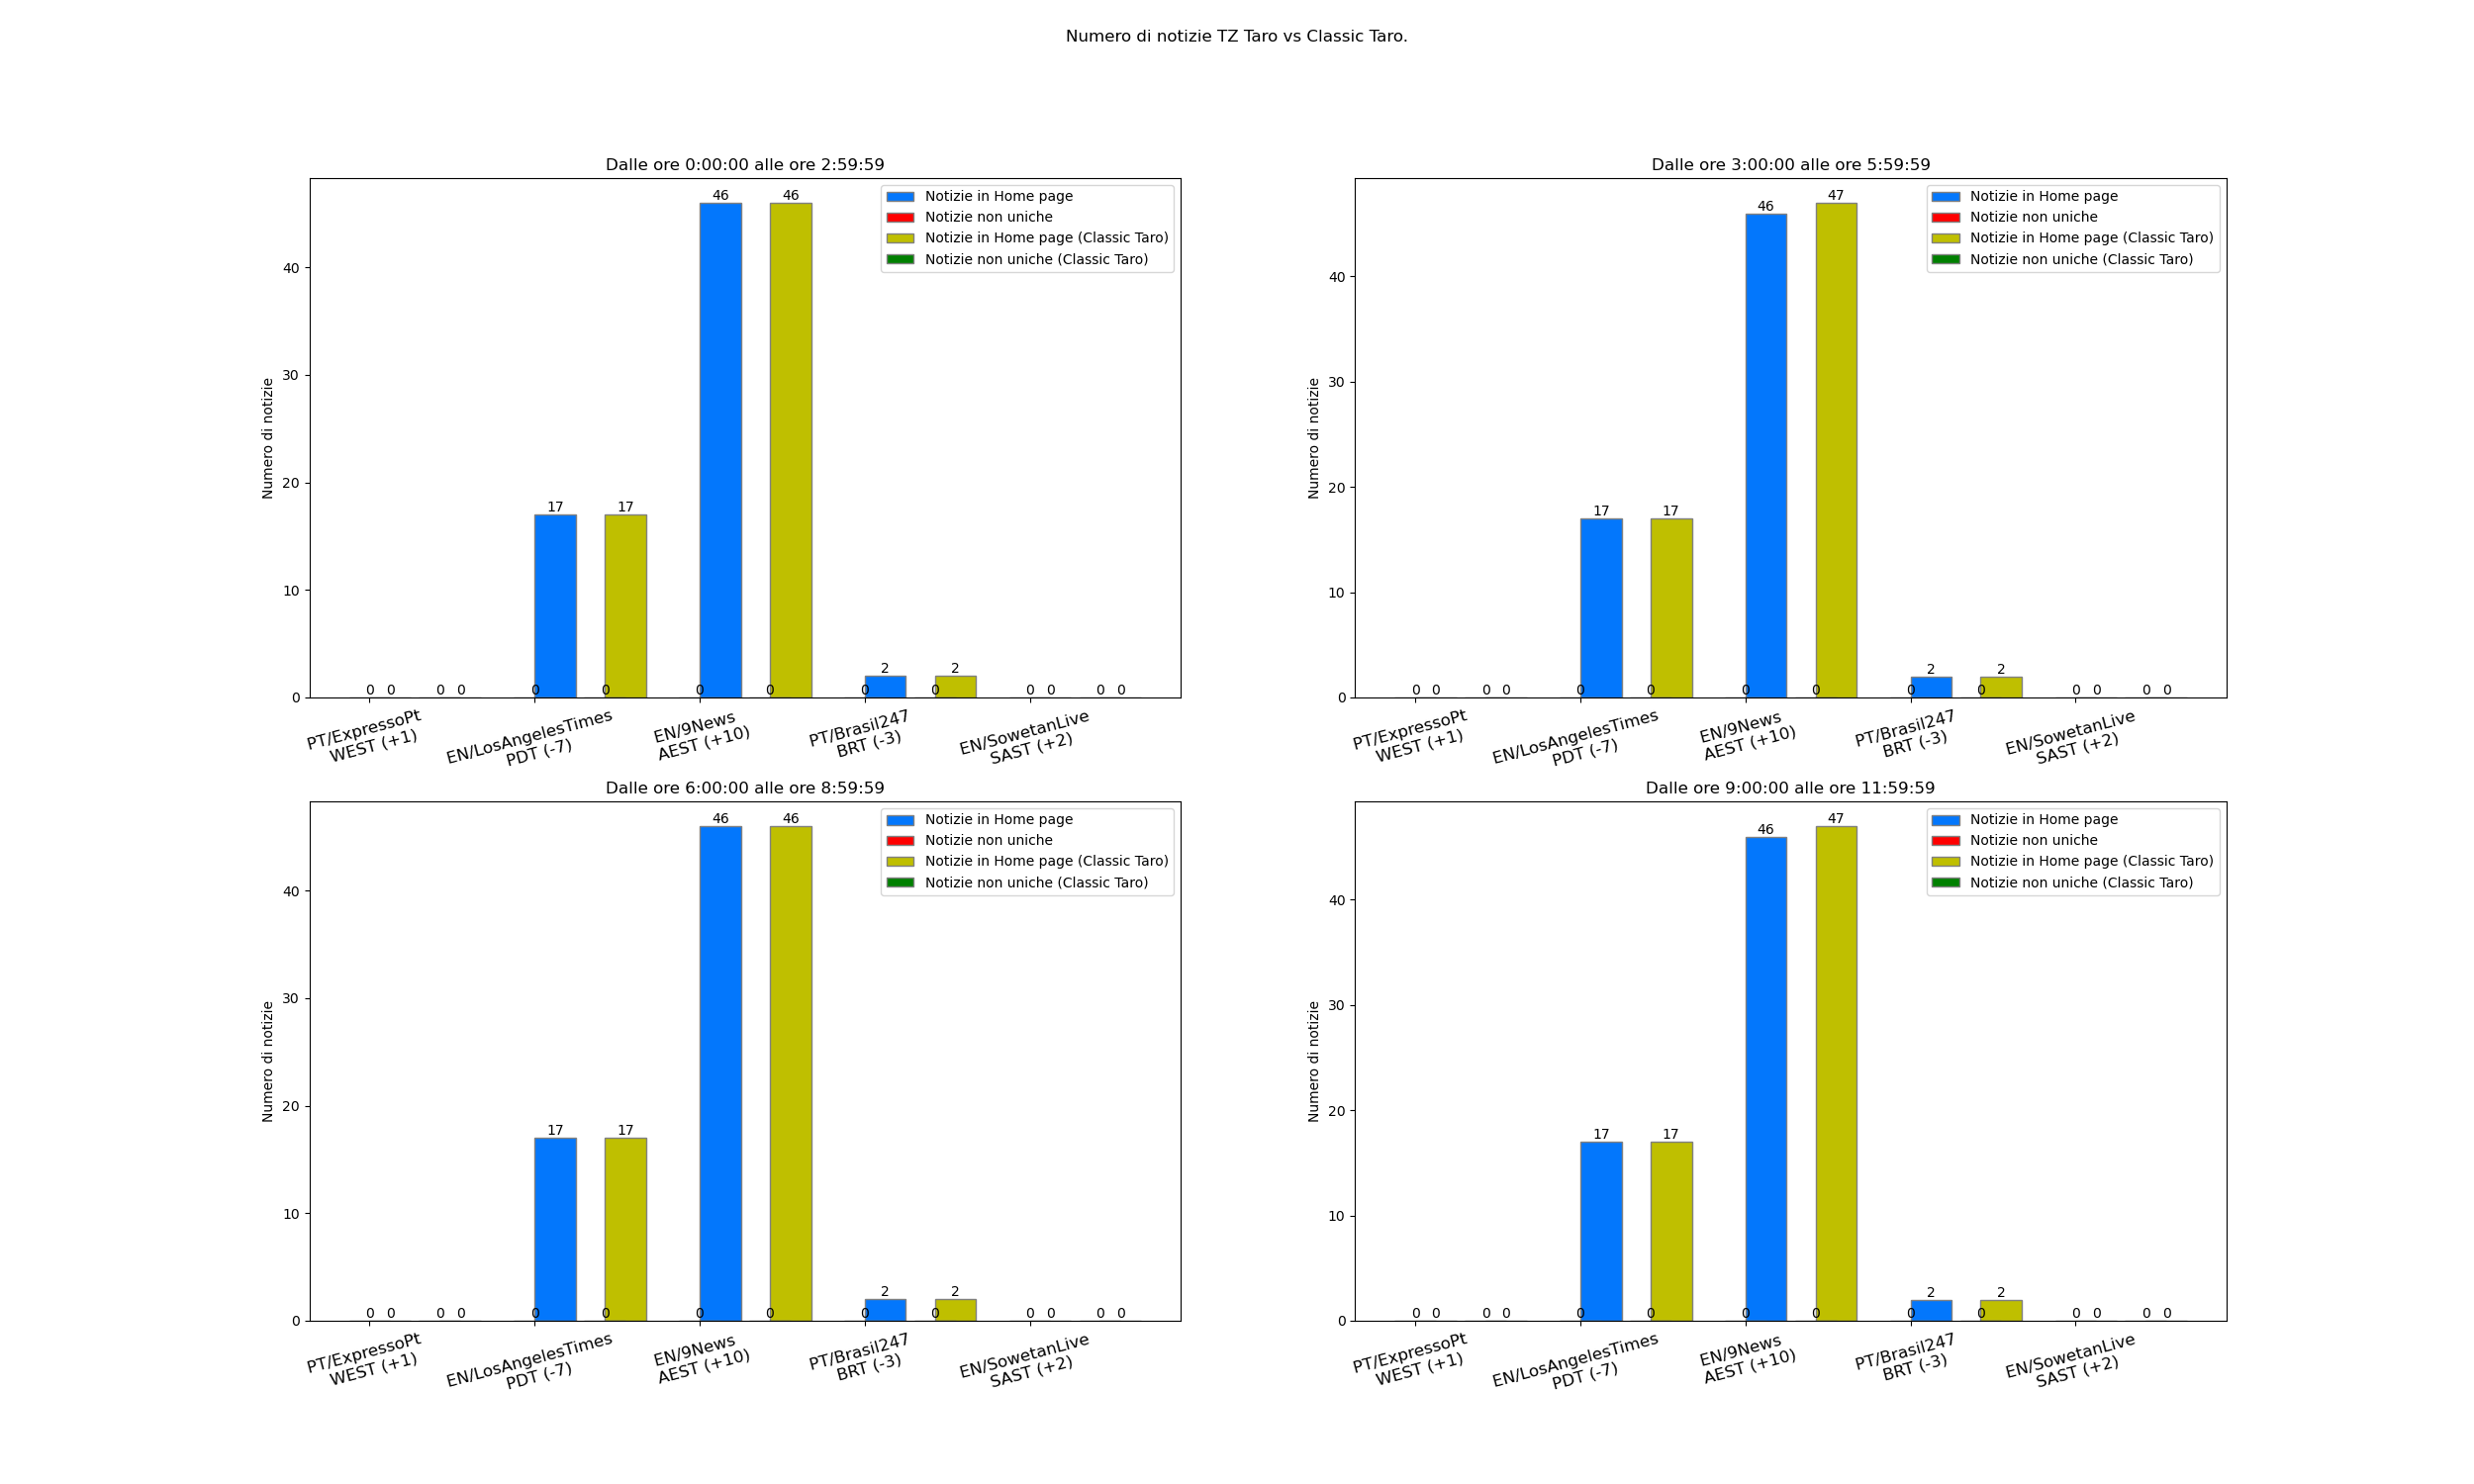 Numero di notizie TZ Taro vs Classic Taro.
Dalle ore 0:00:00 alle ore 2:59:59
Numero di notizie
40
30
20
10
0
Notizie in Home page
Notizie non uniche
Notizie in Home page (Classic Taro)
Notizie non uniche (Classic Taro)
46 46
17 17
2 2
0 0 0 0 0 0 0 0 0 0 0 0 0 0
PT/ExpressoPt
WEST (+1)
EN/LosAngelesTimes
PDT (-7)
EN/9News
AEST (+10)
PT/Brasil247
BRT (-3)
EN/SowetanLive
SAST (+2)
Dalle ore 3:00:00 alle ore 5:59:59
Numero di notizie
40
30
20
10
0
Notizie in Home page
Notizie non uniche
Notizie in Home page (Classic Taro)
Notizie non uniche (Classic Taro)
46 47
17 17
2 2
0 0 0 0 0 0 0 0 0 0 0 0 0 0
PT/ExpressoPt
WEST (+1)
EN/LosAngelesTimes
PDT (-7)
EN/9News
AEST (+10)
PT/Brasil247
BRT (-3)
EN/SowetanLive
SAST (+2)
Dalle ore 6:00:00 alle ore 8:59:59
Numero di notizie
40
30
20
10
0
Notizie in Home page
Notizie non uniche
Notizie in Home page (Classic Taro)
Notizie non uniche (Classic Taro)
46 46
17 17
2 2
0 0 0 0 0 0 0 0 0 0 0 0 0 0
PT/ExpressoPt
WEST (+1)
EN/LosAngelesTimes
PDT (-7)
EN/9News
AEST (+10)
PT/Brasil247
BRT (-3)
EN/SowetanLive
SAST (+2)
Dalle ore 9:00:00 alle ore 11:59:59
Numero di notizie
40
30
20
10
0
Notizie in Home page
Notizie non uniche
Notizie in Home page (Classic Taro)
Notizie non uniche (Classic Taro)
46 47
17 17
2 2
0 0 0 0 0 0 0 0 0 0 0 0 0 0
PT/ExpressoPt
WEST (+1)
EN/LosAngelesTimes
PDT (-7)
EN/9News
AEST (+10)
PT/Brasil247
BRT (-3)
EN/SowetanLive
SAST (+2)